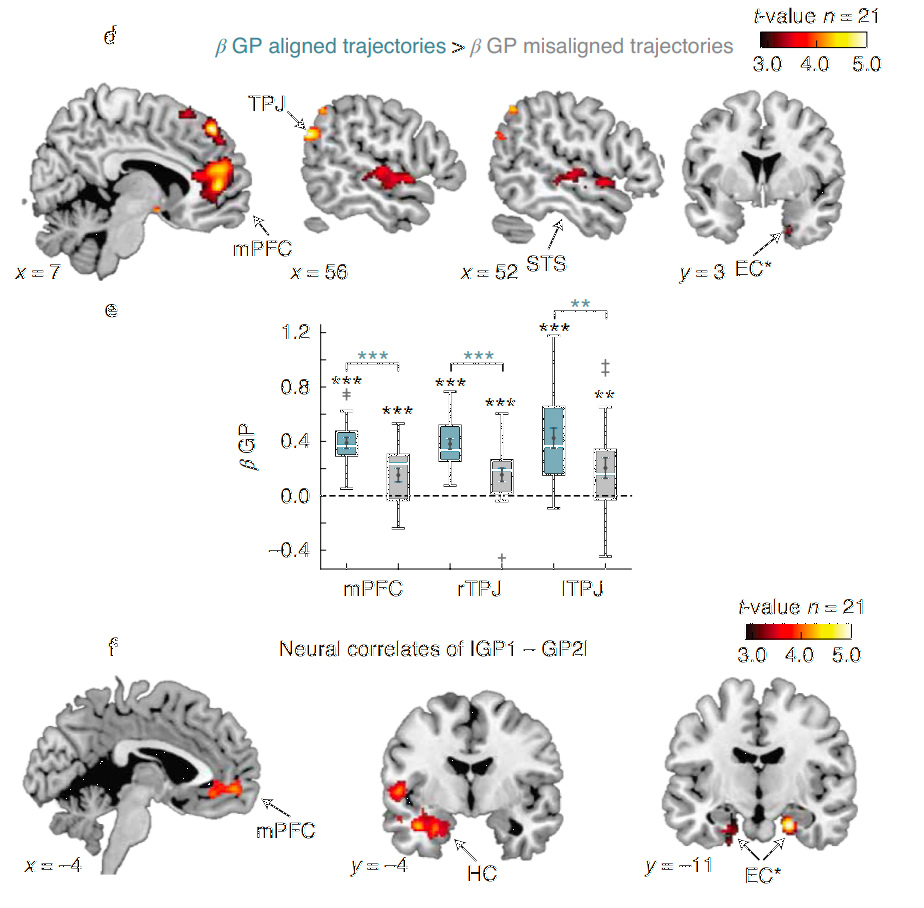 d
t-value n = 21
β GP aligned trajectories > β GP misaligned trajectories
3.0 4.0 5.0
TPJ
mPFC
STS
EC*
x = 7
x = 56
x = 52
y = 3
e
**
1.2
***
***
***
0.8
***
***
***
***
**
β GP
0.4
0.0
−0.4
mPFC rTPJ lTPJ
t-value n = 21
f
Neural correlates of |GP1 − GP2|
3.0 4.0 5.0
mPFC
x = −4
y = −4
HC
y = −11
EC*